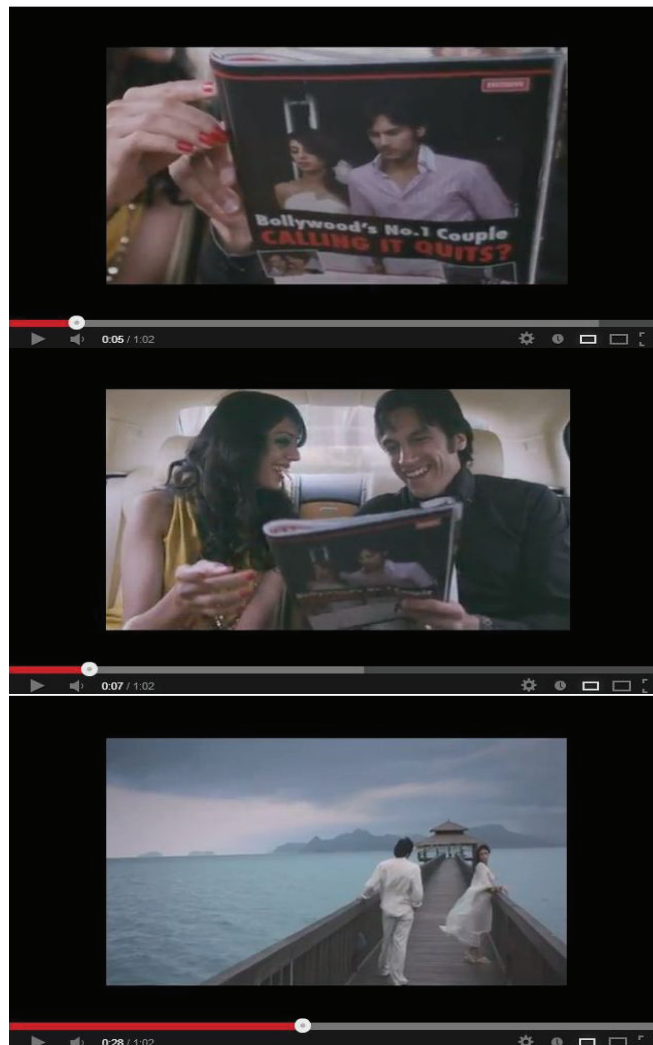 EXCLUSIVE
Bollywood's No.1 Couple
CALLING IT QUITS?
0:05 / 1:02
0:07 / 1:02
0:28 / 1:02